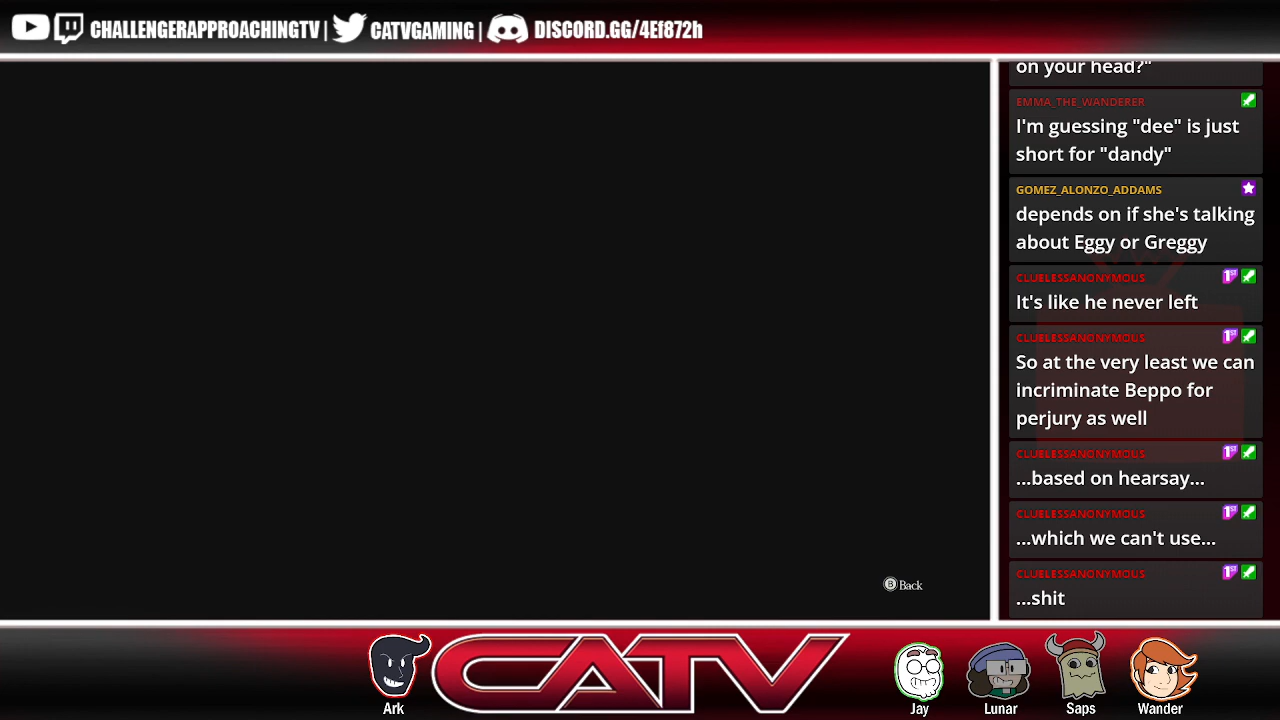 CHALLENGERAPPROACHINGTV | CATVGAMING | DISCORD.GG/4Ef872h
on your head?"
EMMA_THE_WANDERER
I'm guessing "dee" is just
short for "dandy"
GOMEZ_ALONZO_ADDAMS
depends on if she's talking
about Eggy or Greggy
CLUELESSANONYMOUS
It's like he never left
CLUELESSANONYMOUS
So at the very least we can
incriminate Beppo for
perjury as well
CLUELESSANONYMOUS
...based on hearsay...
CLUELESSANONYMOUS
...which we can't use...
CLUELESSANONYMOUS
...shit
B Back
CATV
Ark
Jay
Lunar
Saps
Wander